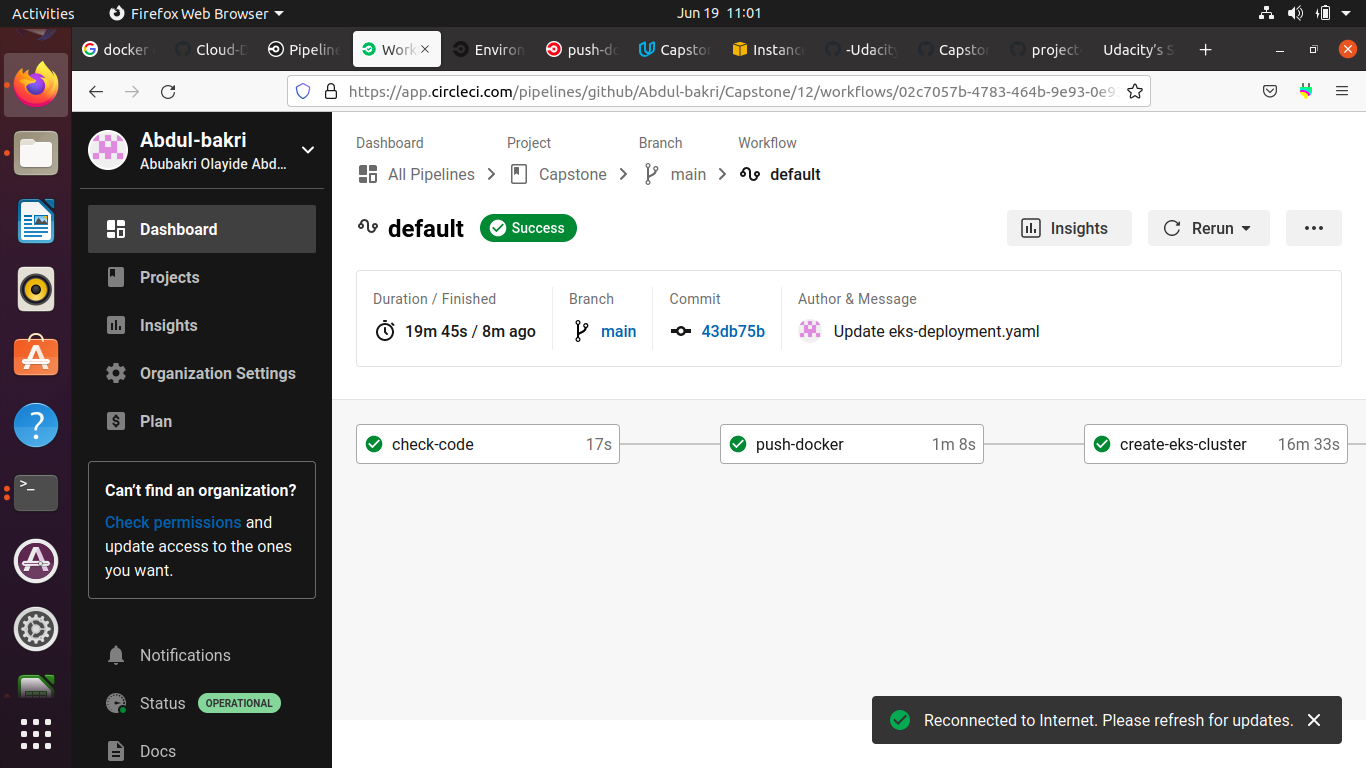 Activities Firefox Web Browser Jun 19 11:01
docker Cloud-D Pipeline Work Environ push-do Capsto Instance -Udacity Capsto project Udacity's S
https://app.circleci.com/pipelines/github/Abdul-bakri/Capstone/12/workflows/02c7057b-4783-464b-9e93-0e9
Abdul-bakri
Abubakri Olayide Abd...
Dashboard
Projects
Insights
Organization Settings
Plan
Can't find an organization?
Check permissions and
update access to the ones
you want.
Notifications
Status OPERATIONAL
Docs
Dashboard Project Branch Workflow
All Pipelines Capstone main default
default Success Insights Rerun
Duration / Finished Branch Commit Author & Message
19m 45s / 8m ago main 43db75b Update eks-deployment.yaml
check-code 17s push-docker 1m 8s create-eks-cluster 16m 33s
Reconnected to Internet. Please refresh for updates.